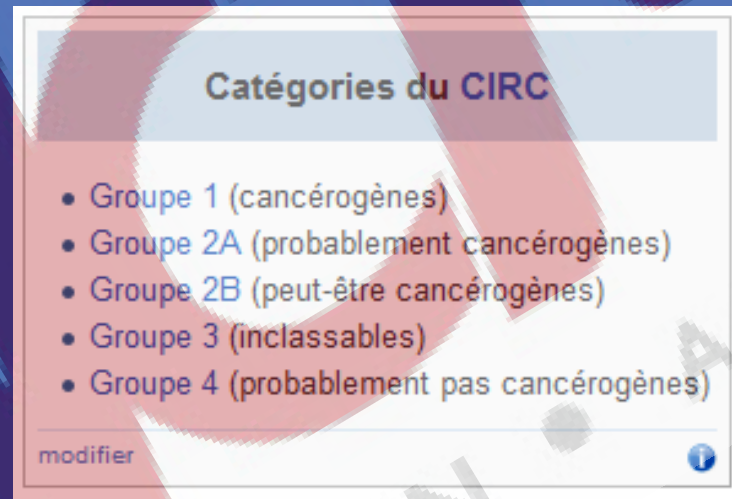 Catégories du CIRC
• Groupe 1 (cancérogènes)
• Groupe 2A (probablement cancérogènes)
• Groupe 2B (peut-être cancérogènes)
• Groupe 3 (inclassables)
• Groupe 4 (probablement pas cancérogènes)
modifier